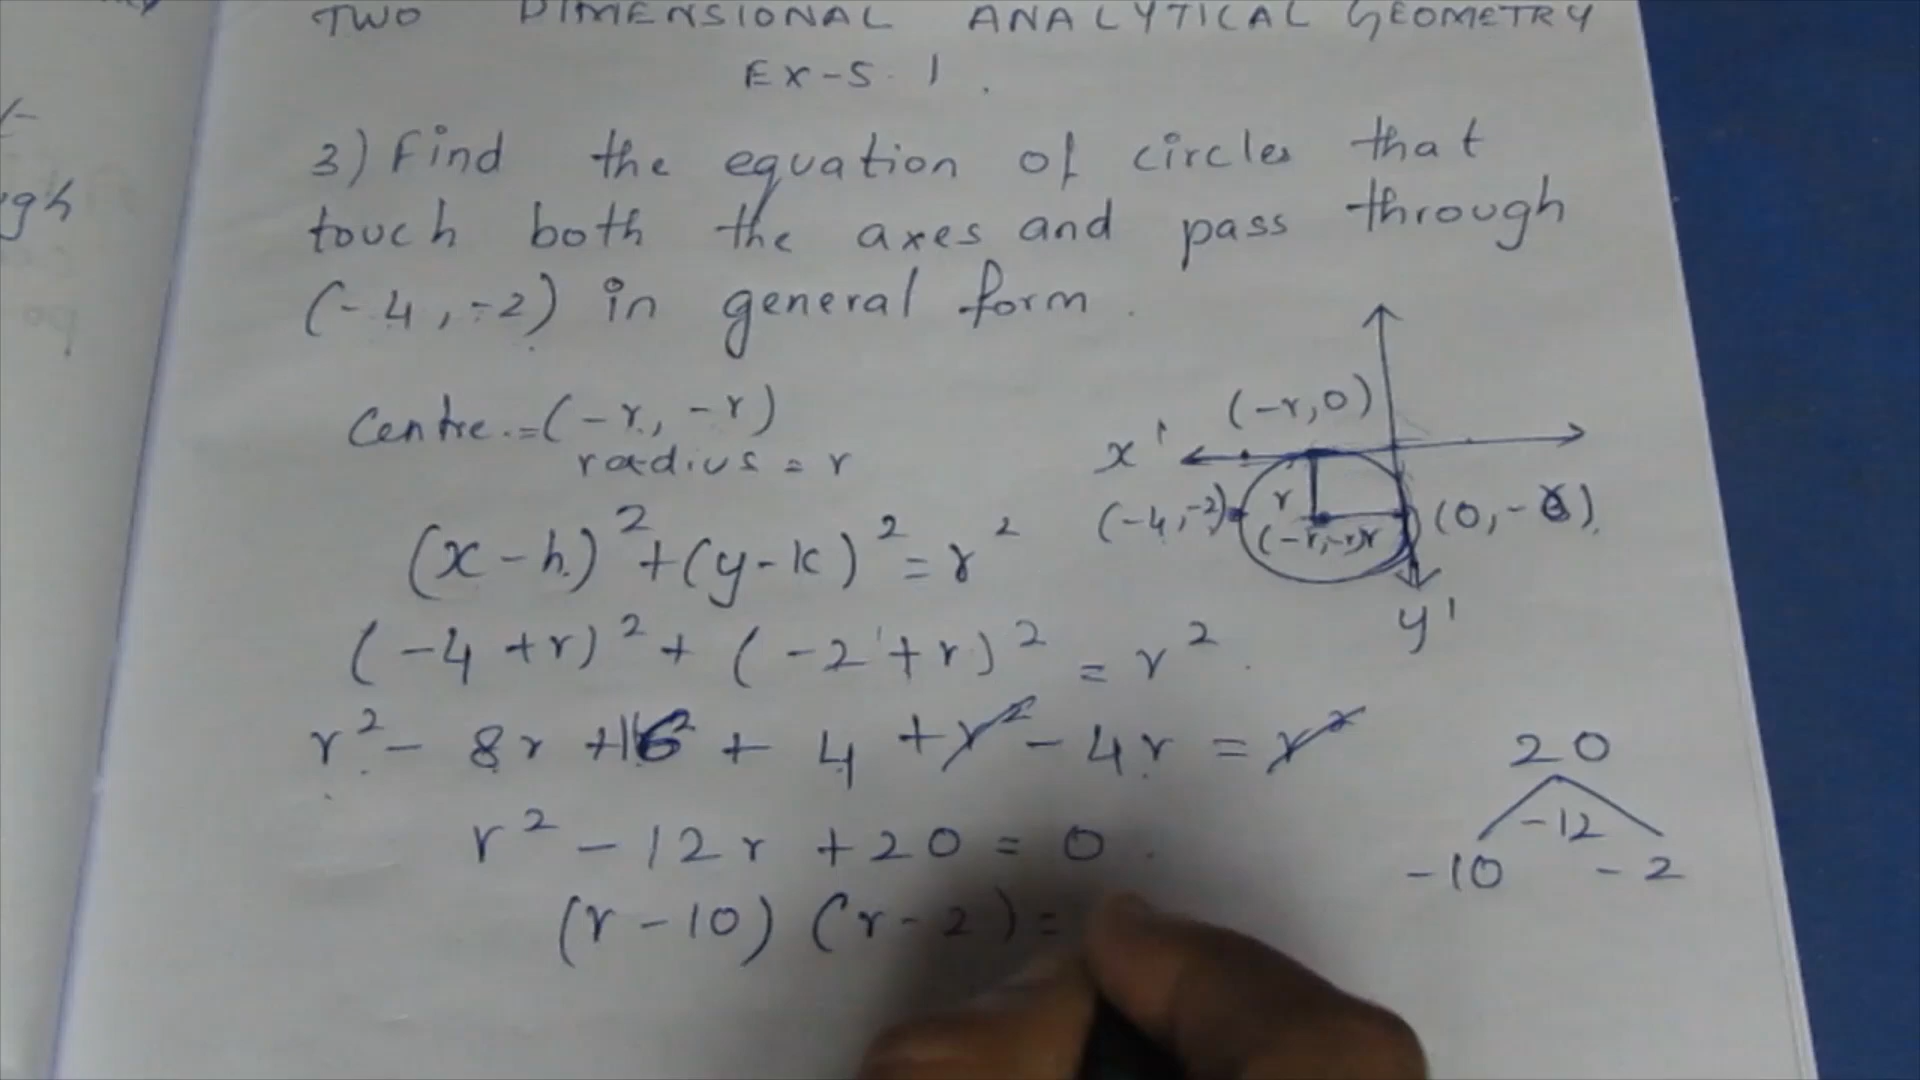 TWO DIMENSIONAL ANALYTICAL GEOMETRY
EX-5.1.
3) Find the equation of circles that
touch both the axes and pass through
(-4, -2) in general form.
Centre = (-r, -r)
radius = r
(x-h)² + (y-k)² = r²
(-4+r)² + (-2+r)² = r².
r² - 8r + 16 + 4 + r² - 4r = r²
r² - 12r + 20 = 0.
(r-10) (r-2) =
(-r, 0)
x'
(-4, -2)
r
(-r, -r)
r
(0, -
y'
20
-12
-10 -2
gh